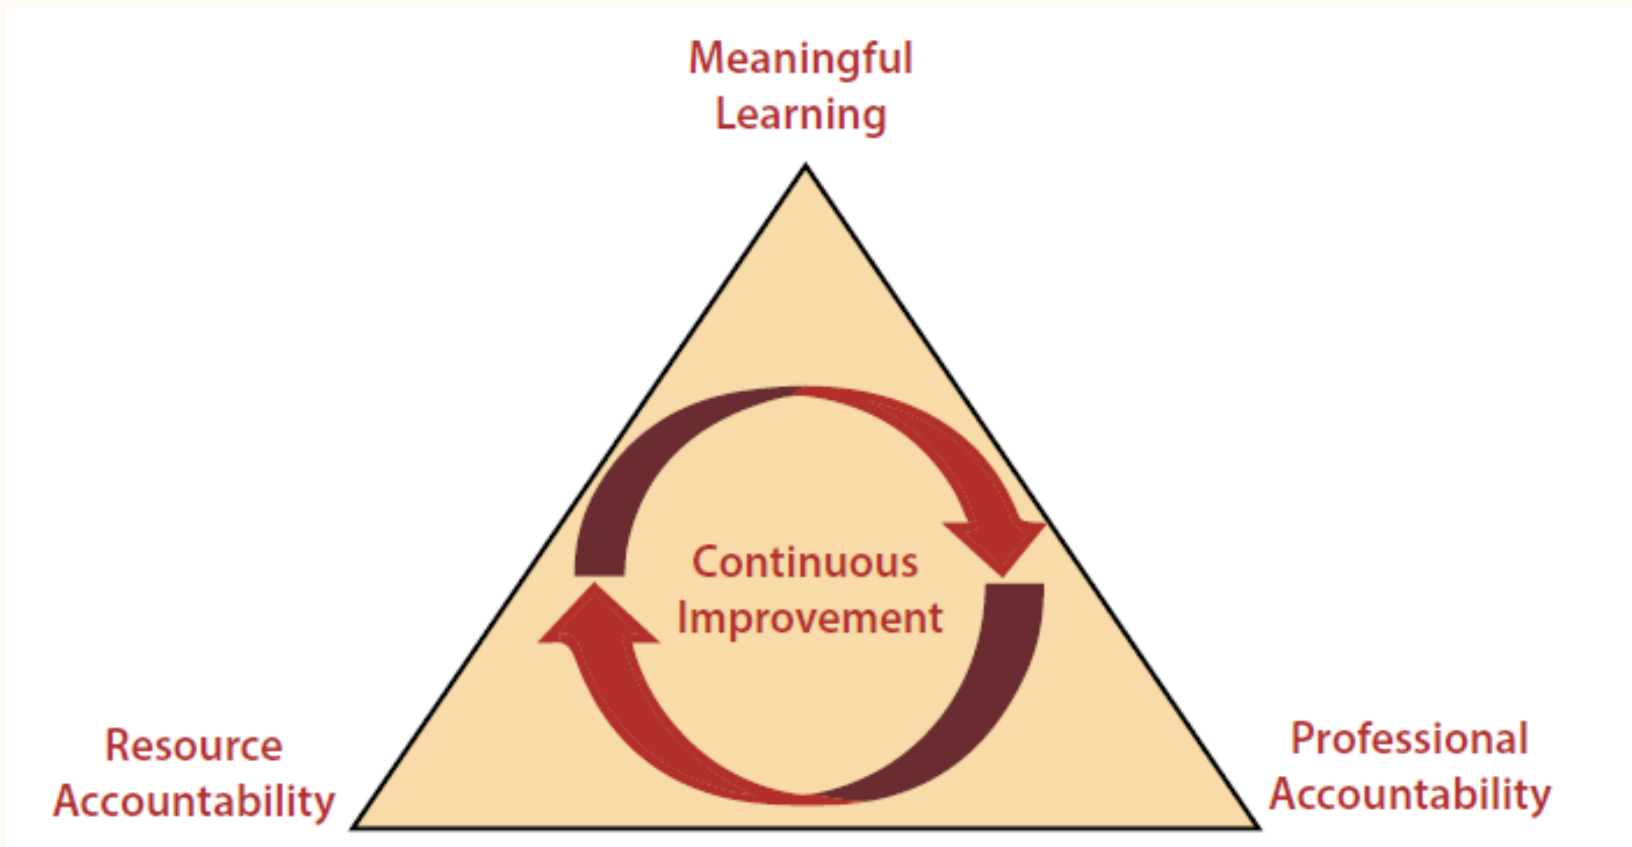 Meaningful
Learning
Continuous
Improvement
Resource
Accountability
Professional
Accountability